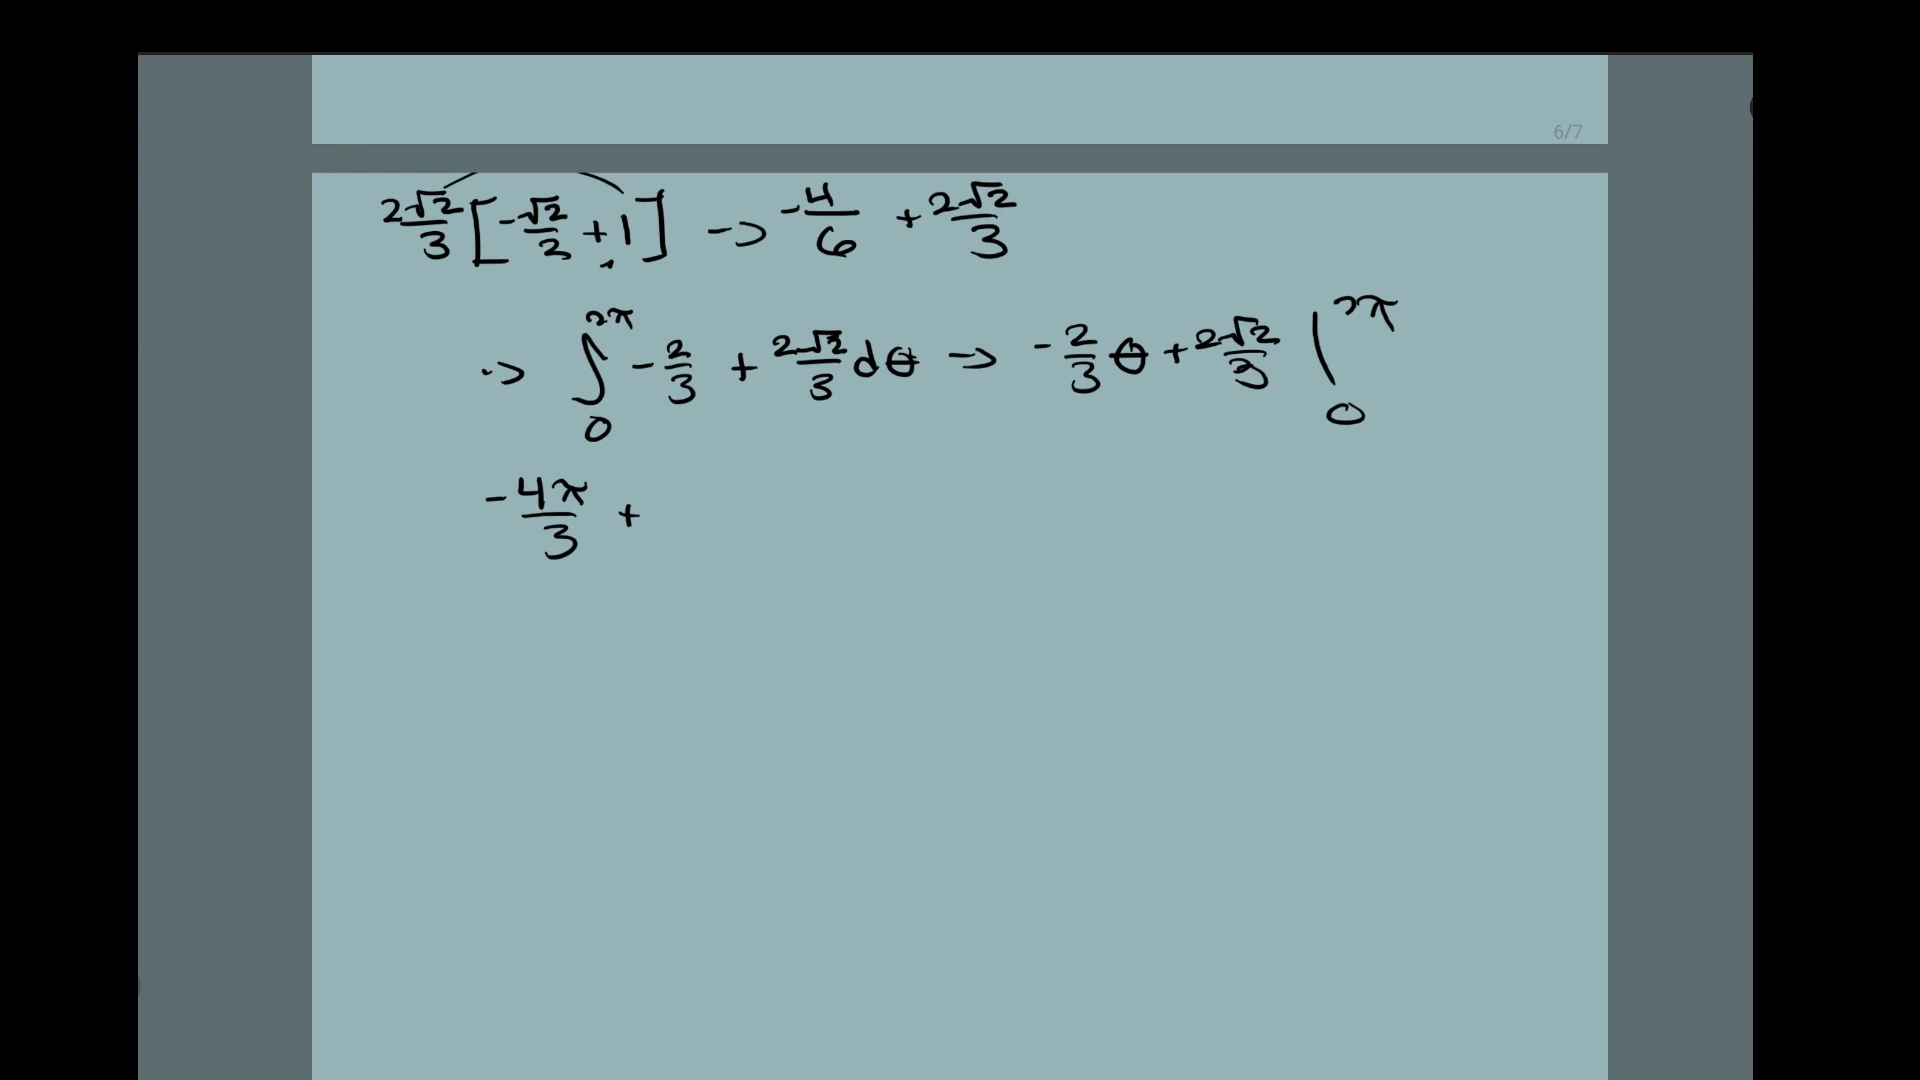 6/7
2√2/3 [-√2/2 + 1] -> -4/6 + 2√2/3
-> ∫₀^2π -2/3 + 2√2/3 dθ -> -2/3 θ + 2√2/3 |₀^2π
-4π/3 +